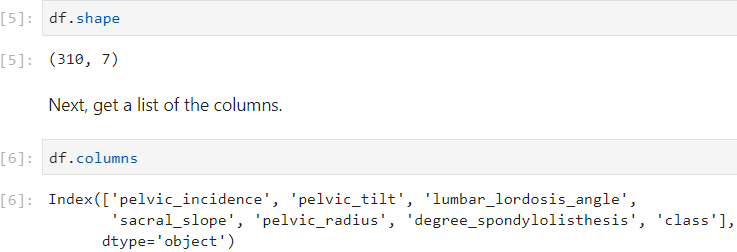 [5]: df.shape
[5]: (310, 7)
Next, get a list of the columns.
[6]: df.columns
[6]: Index(['pelvic_incidence', 'pelvic_tilt', 'lumbar_lordosis_angle',
'sacral_slope', 'pelvic_radius', 'degree_spondylolisthesis', 'class'],
dtype='object')